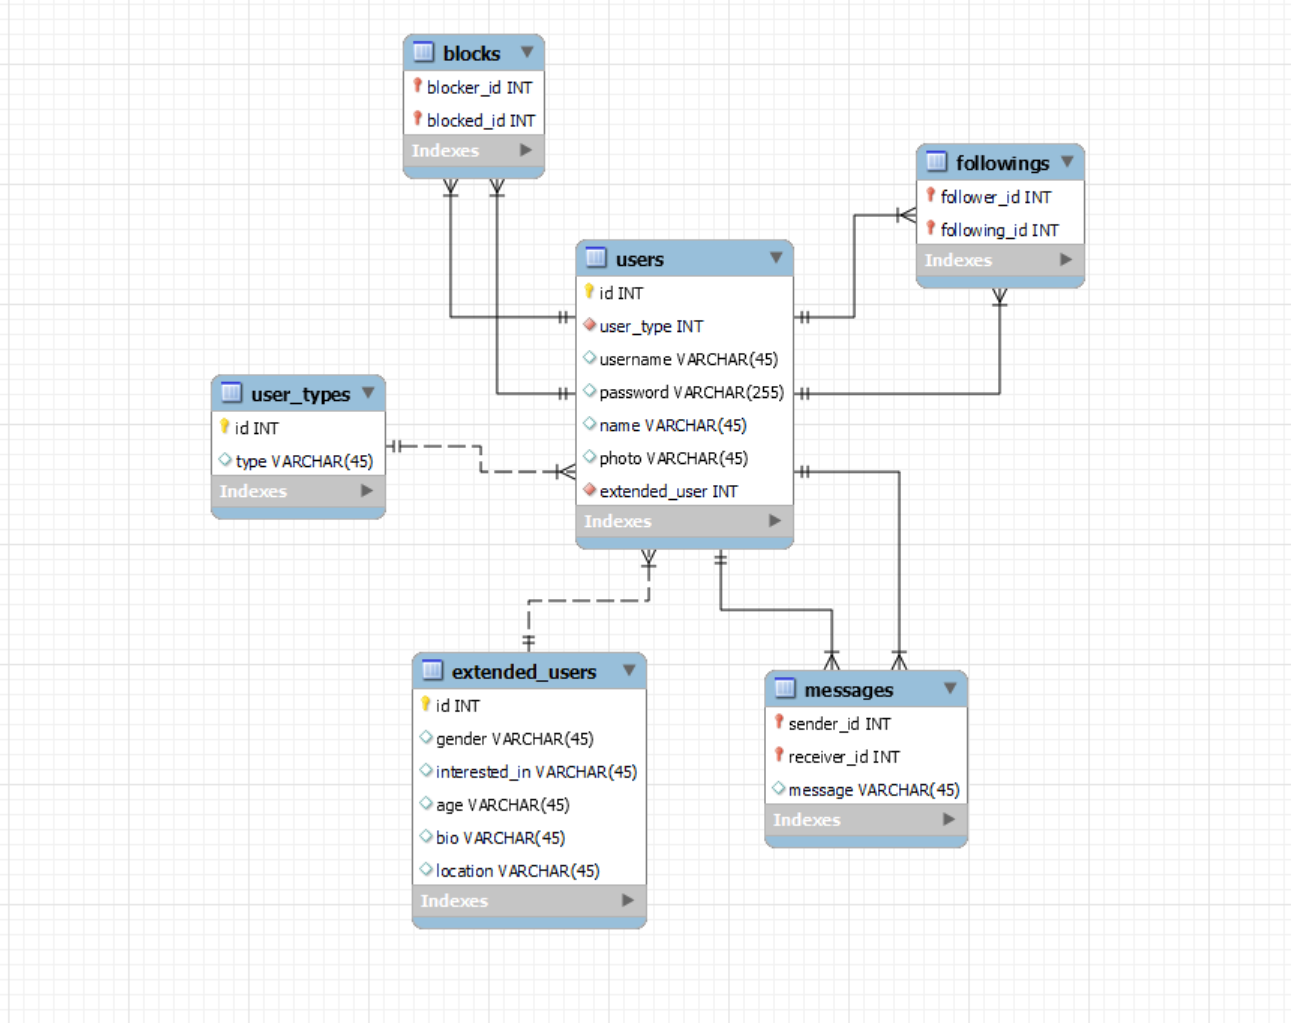 blocks
blocker_id INT
blocked_id INT
Indexes
followings
follower_id INT
following_id INT
Indexes
users
id INT
user_type INT
username VARCHAR(45)
password VARCHAR(255)
name VARCHAR(45)
photo VARCHAR(45)
extended_user INT
Indexes
user_types
id INT
type VARCHAR(45)
Indexes
extended_users
id INT
gender VARCHAR(45)
interested_in VARCHAR(45)
age VARCHAR(45)
bio VARCHAR(45)
location VARCHAR(45)
Indexes
messages
sender_id INT
receiver_id INT
message VARCHAR(45)
Indexes